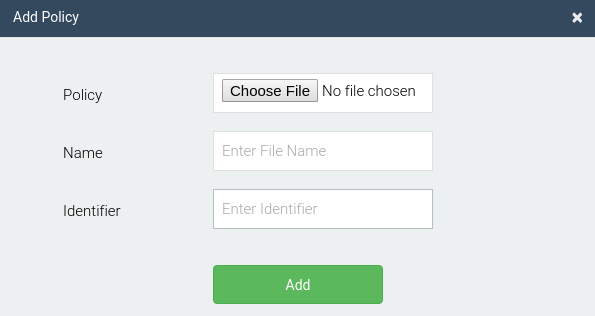 Add Policy ×
Policy Choose File No file chosen
Name Enter File Name
Identifier Enter Identifier
Add